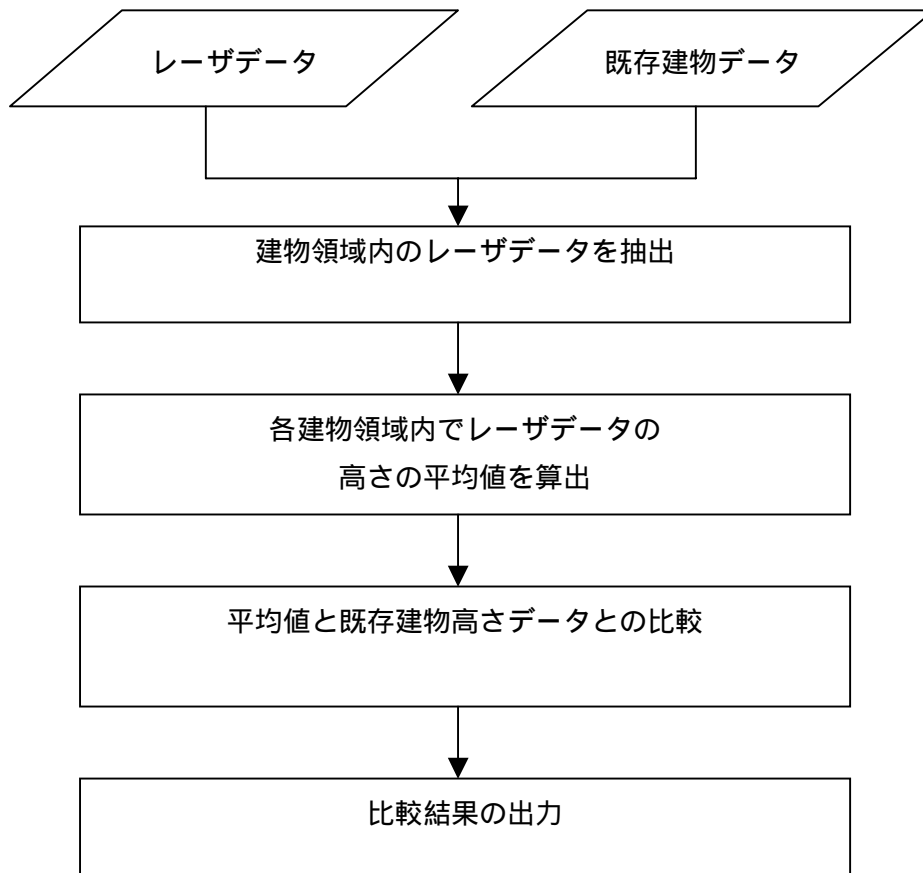 レーザデータ
既存建物データ
建物領域内のレーザデータを抽出
各建物領域内でレーザデータの
高さの平均値を算出
平均値と既存建物高さデータとの比較
比較結果の出力